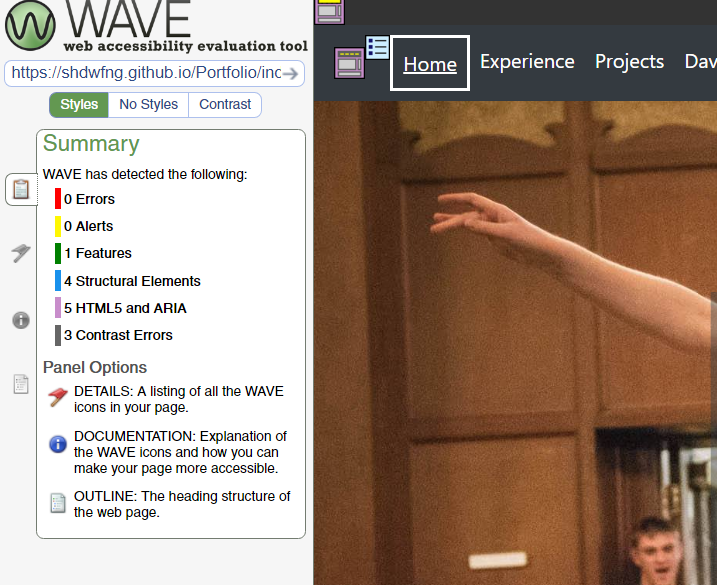 WAVE
web accessibility evaluation tool
https://shdwfng.github.io/Portfolio/inc
Styles No Styles Contrast
Summary
WAVE has detected the following:
0 Errors
0 Alerts
1 Features
4 Structural Elements
5 HTML5 and ARIA
3 Contrast Errors
Panel Options
DETAILS: A listing of all the WAVE
icons in your page.
DOCUMENTATION: Explanation of
the WAVE icons and how you can
make your page more accessible.
OUTLINE: The heading structure of
the web page.
Home Experience Projects Dav